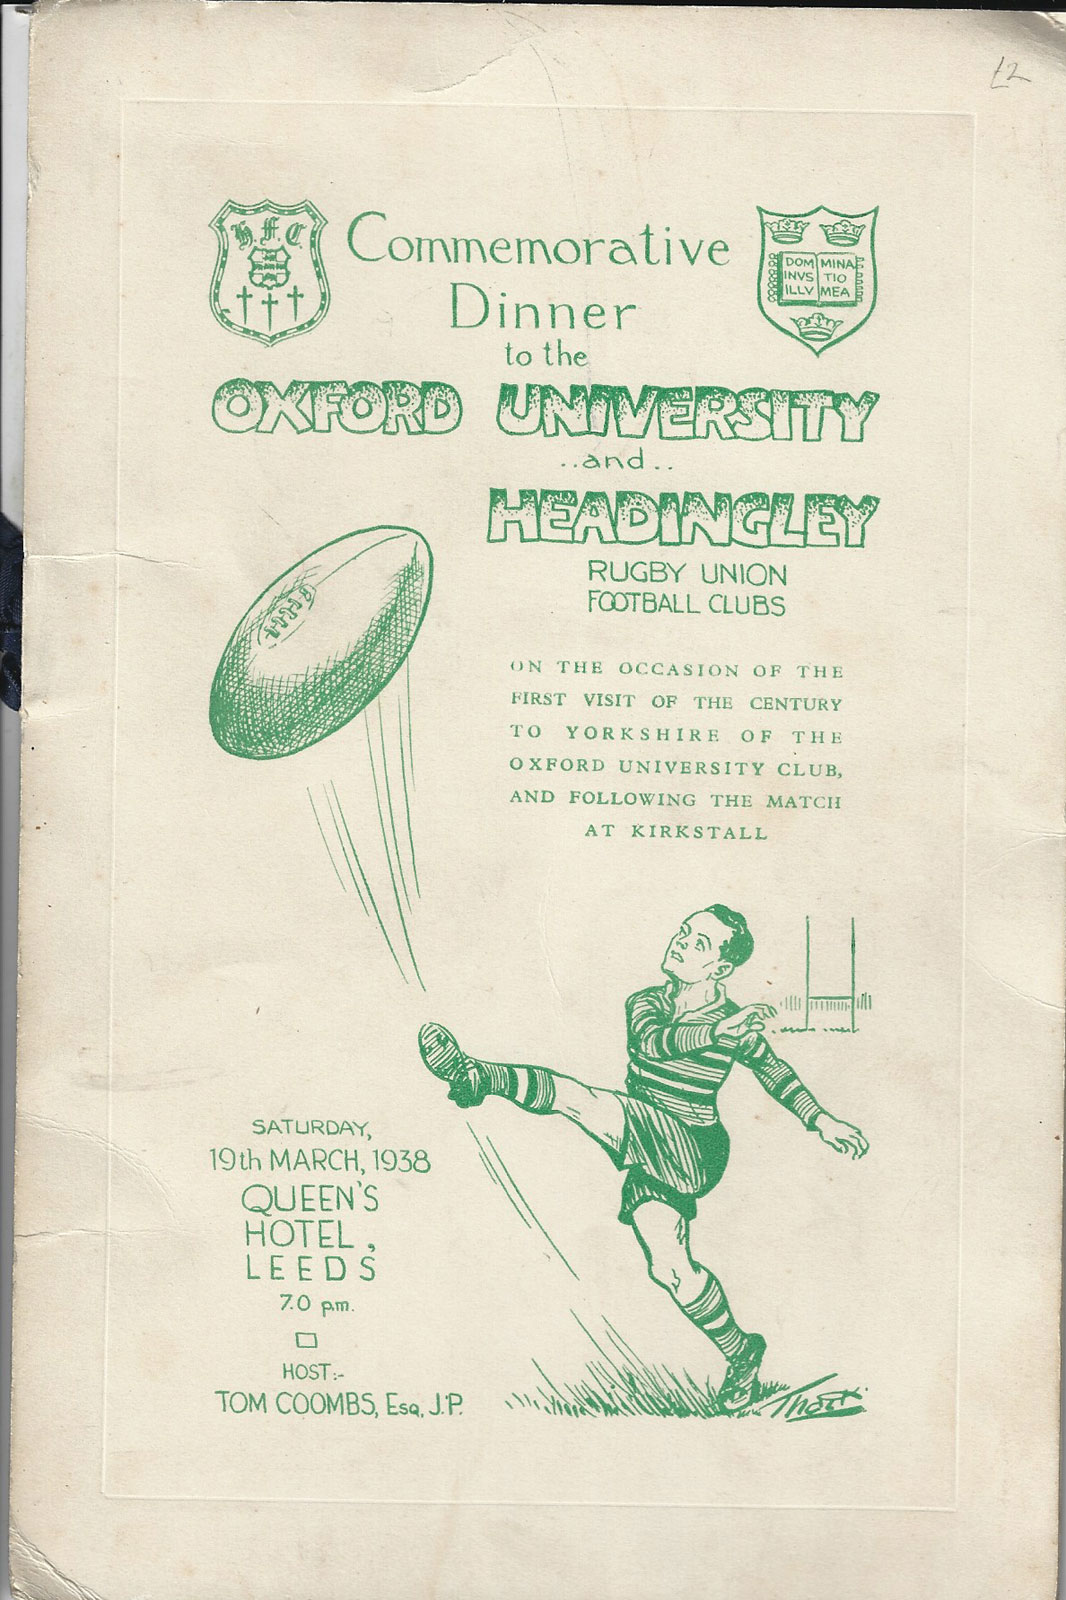 £2
H.F.C.
Commemorative
Dinner
to the
OXFORD UNIVERSITY
..and..
HEADINGLEY
RUGBY UNION
FOOTBALL CLUBS
DOM MINA
INVS TIO
ILLV MEA
ON THE OCCASION OF THE
FIRST VISIT OF THE CENTURY
TO YORKSHIRE OF THE
OXFORD UNIVERSITY CLUB,
AND FOLLOWING THE MATCH
AT KIRKSTALL
SATURDAY,
19th MARCH, 1938
QUEEN'S
HOTEL,
LEEDS
7.0 p.m.
HOST:-
TOM COOMBS, Esq, J.P.